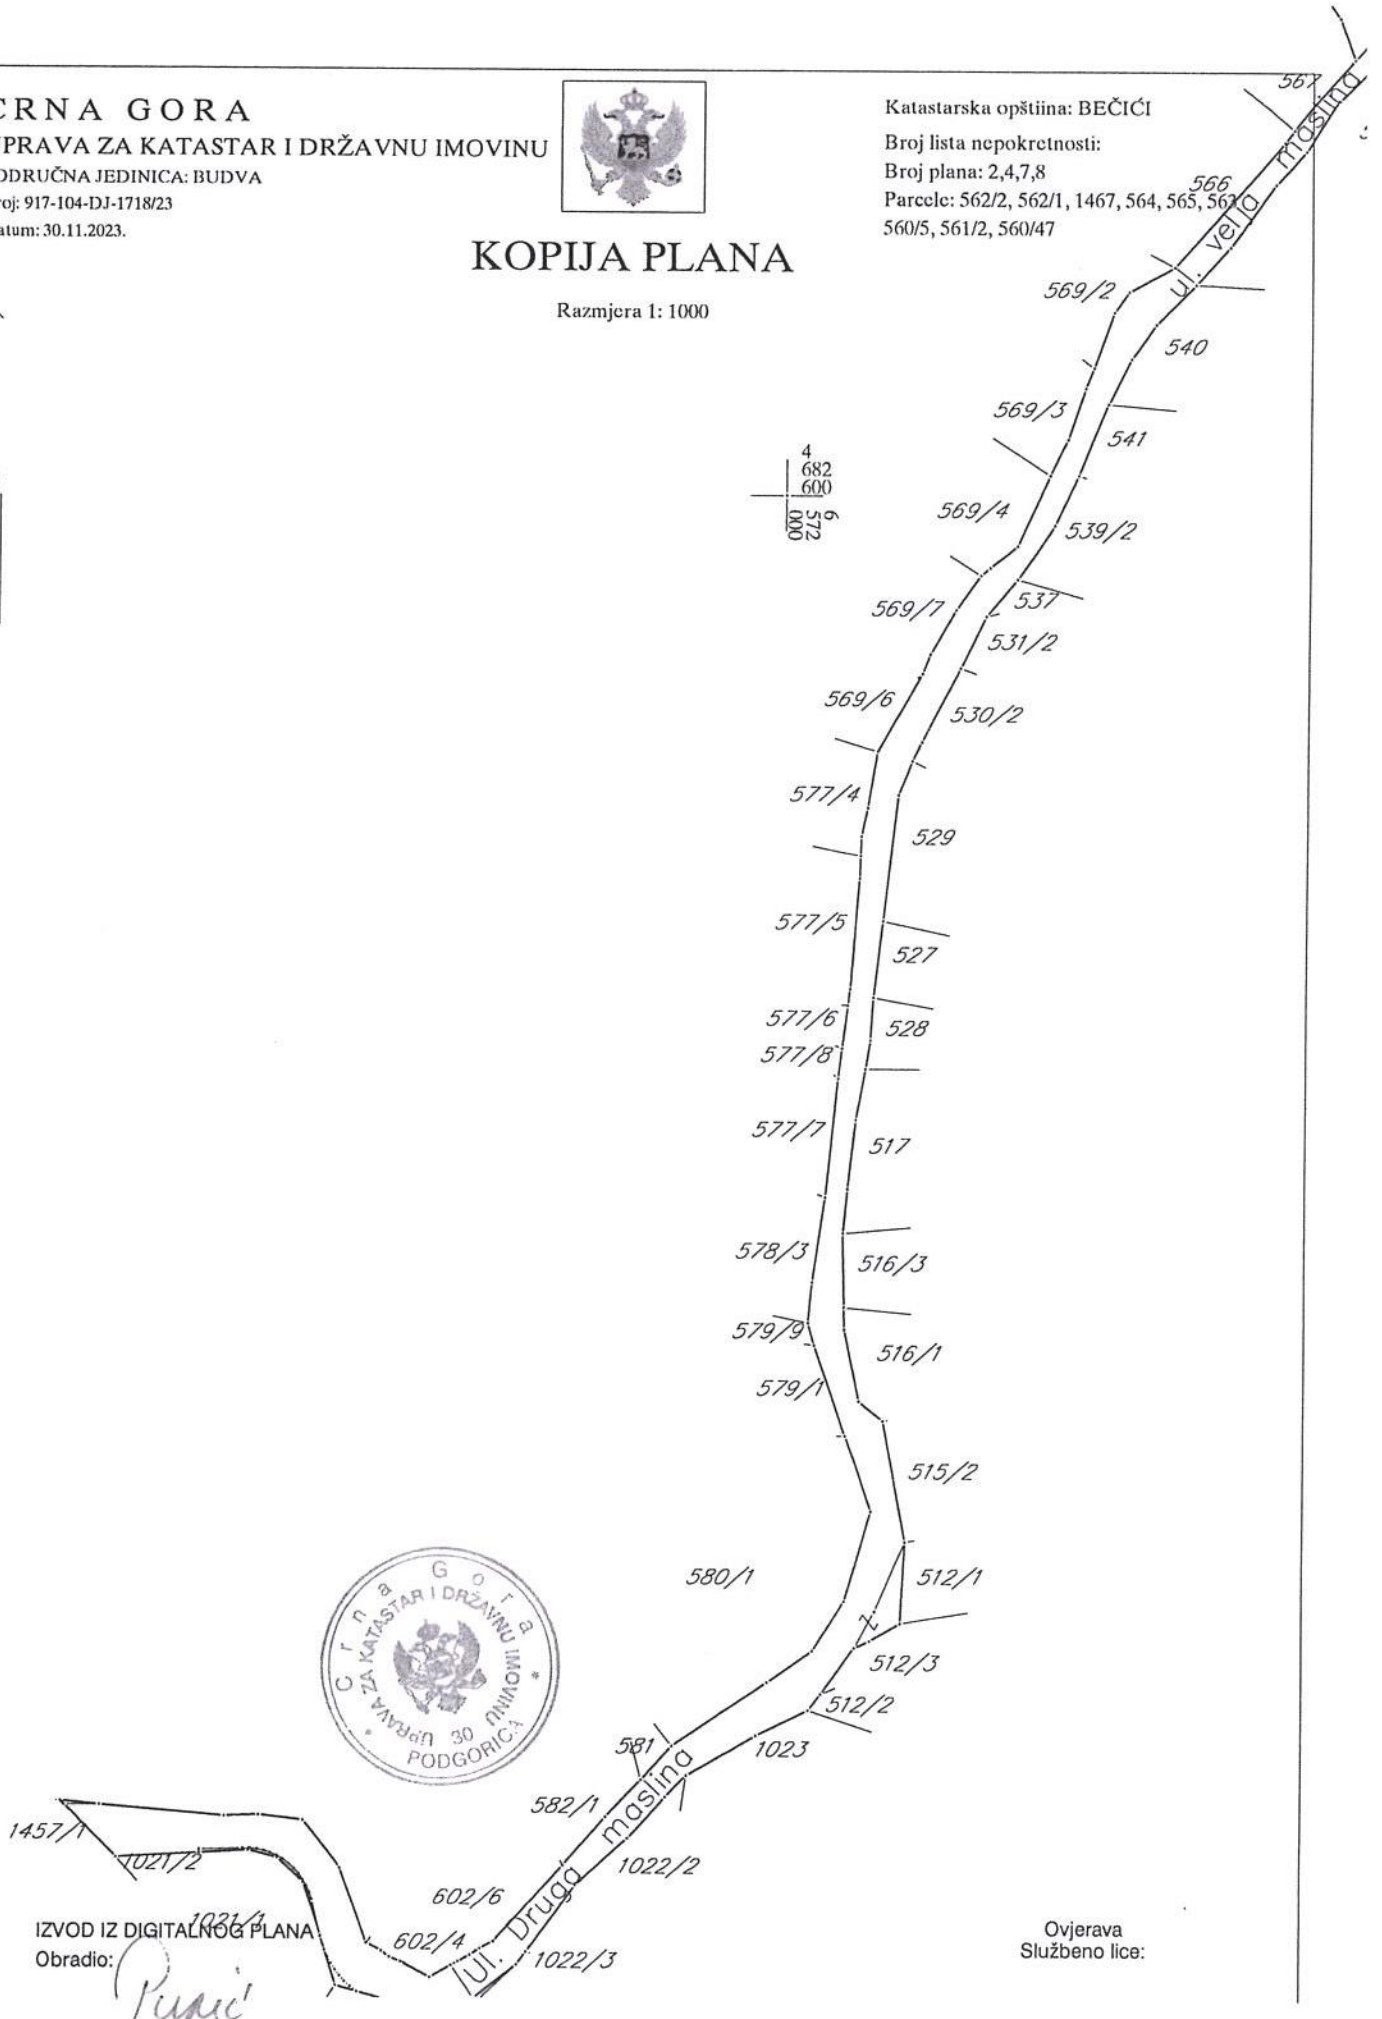 CRNA GORA
UPRAVA ZA KATASTAR I DRŽAVNU IMOVINU
PODRUČNA JEDINICA: BUDVA
roj: 917-104-DJ-1718/23
atum: 30.11.2023.
KOPIJA PLANA
Razmjera 1: 1000
Katastarska opštiina: BEČIĆI
Broj lista nepokretnosti:
Broj plana: 2,4,7,8
Parcele: 562/2, 562/1, 1467, 564, 565, 563
560/5, 561/2, 560/47
567
ul. velja maslina
566
569/2
540
569/3
541
4
682
600
6
572
000
569/4
539/2
537
569/7
531/2
569/6
530/2
577/4
529
577/5
527
577/6
528
577/8
577/7
517
578/3
516/3
579/9
516/1
579/1
515/2
580/1
512/1
Z
512/3
512/2
Crna Gora
UPRAVA ZA KATASTAR I DRŽAVNU IMOVINU
30
PODGORICA
581
1023
582/1
ul. Druga maslina
1457/1
1021/2
1022/2
602/6
1021/1
602/4
1022/3
IZVOD IZ DIGITALNOG PLANA
Obradio:
Ovjerava
Službeno lice: